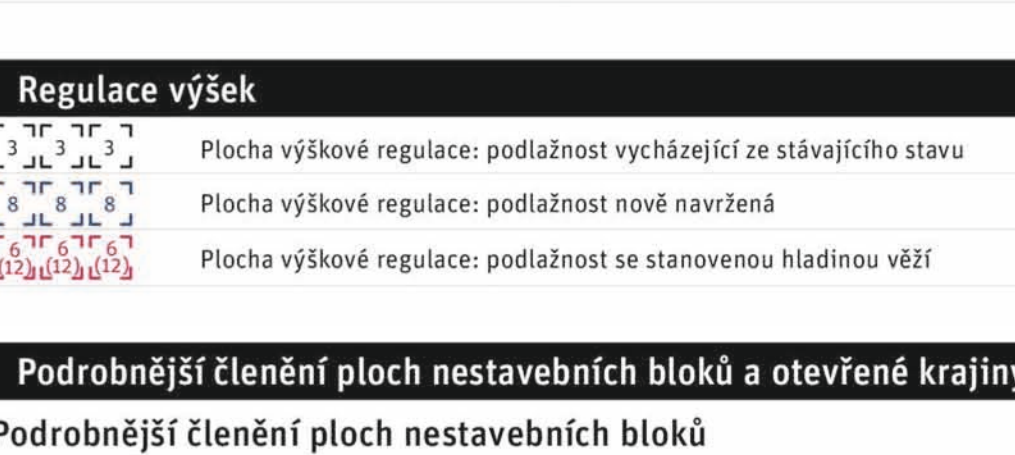 Regulace výšek
3 3 3 Plocha výškové regulace: podlažnost vycházející ze stávajícího stavu
8 8 8 Plocha výškové regulace: podlažnost nově navržená
6 6 6 Plocha výškové regulace: podlažnost se stanovenou hladinou věží
(12) (12) (12)
Podrobnější členění ploch nestavebních bloků a otevřené krajiny
Podrobnější členění ploch nestavebních bloků